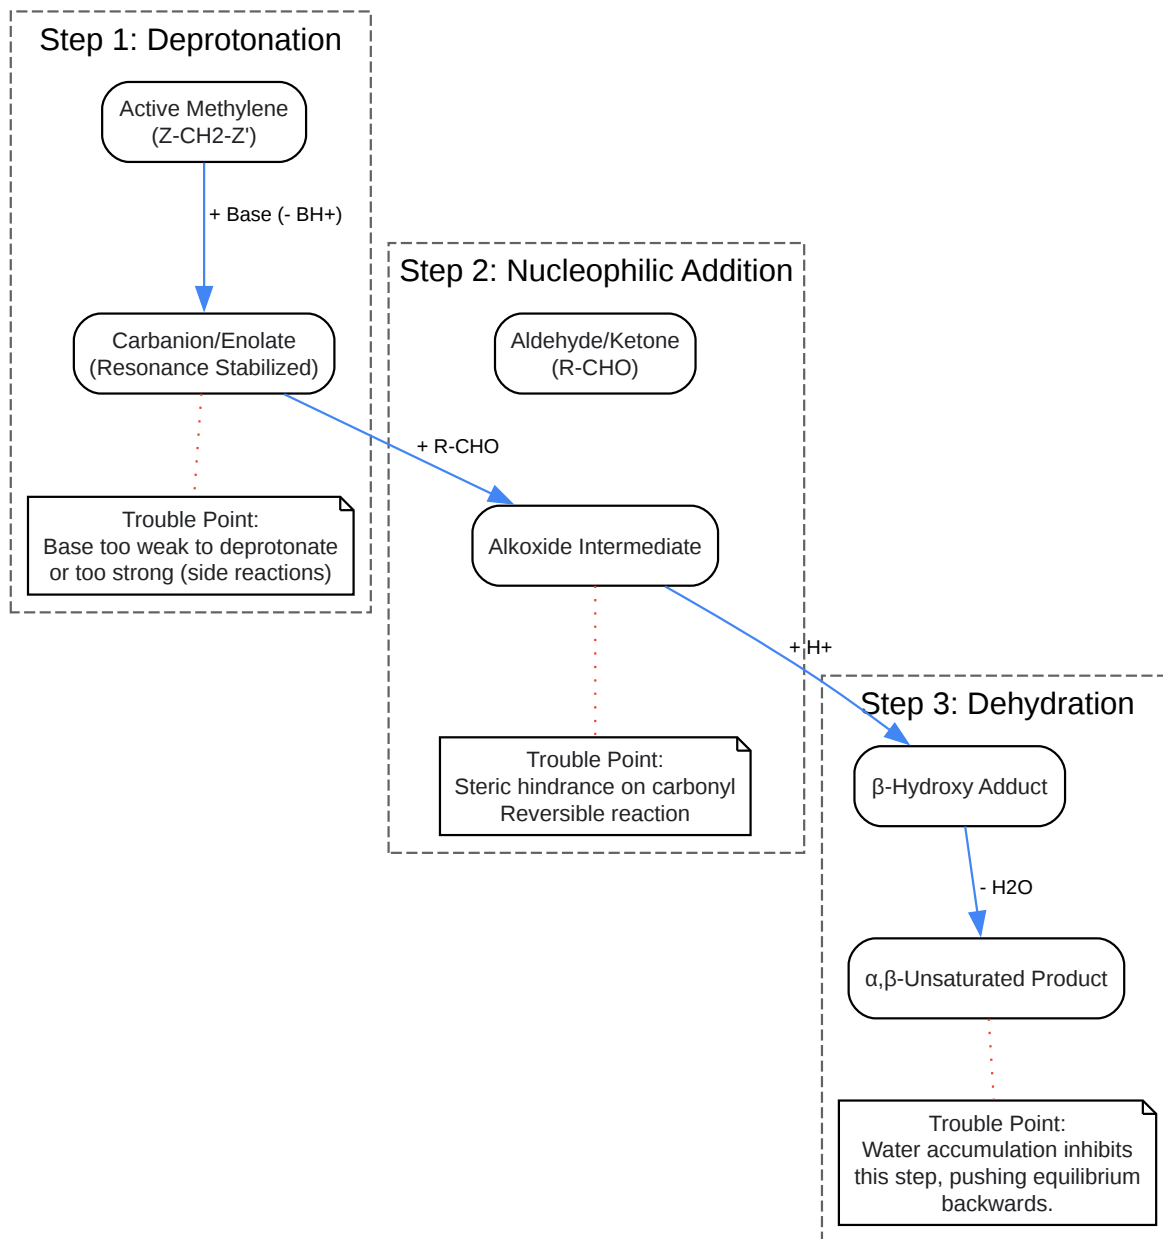 Step 1: Deprotonation
Active Methylene
(Z-CH2-Z')
+ Base (- BH+)
Carbanion/Enolate
(Resonance Stabilized)
Trouble Point:
Base too weak to deprotonate
or too strong (side reactions)
Step 2: Nucleophilic Addition
Aldehyde/Ketone
(R-CHO)
+ R-CHO
Alkoxide Intermediate
Trouble Point:
Steric hindrance on carbonyl
Reversible reaction
+ H+
Step 3: Dehydration
β-Hydroxy Adduct
- H2O
α,β-Unsaturated Product
Trouble Point:
Water accumulation inhibits
this step, pushing equilibrium
backwards.